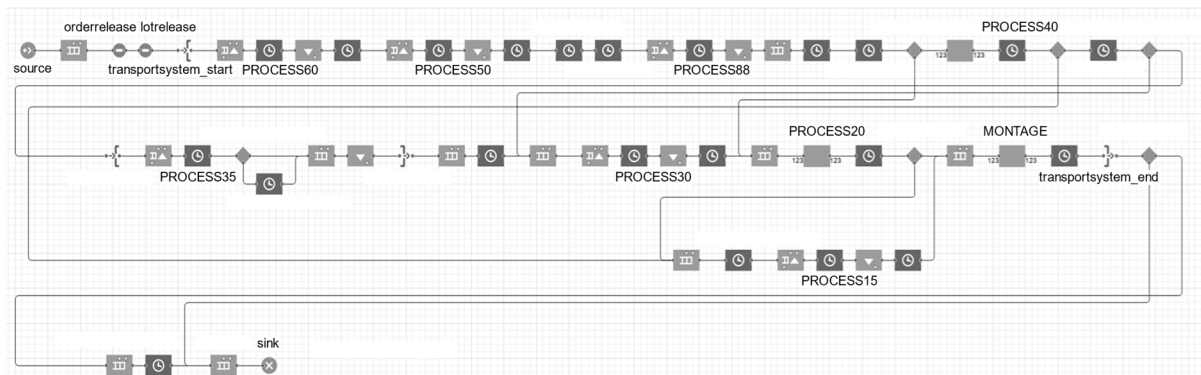 orderrelease lotrelease
PROCESS40
source
transportsystem_start
PROCESS60
PROCESS50
PROCESS88
123
123
PROCESS20
MONTAGE
123
123
123
123
PROCESS35
PROCESS30
transportsystem_end
PROCESS15
sink